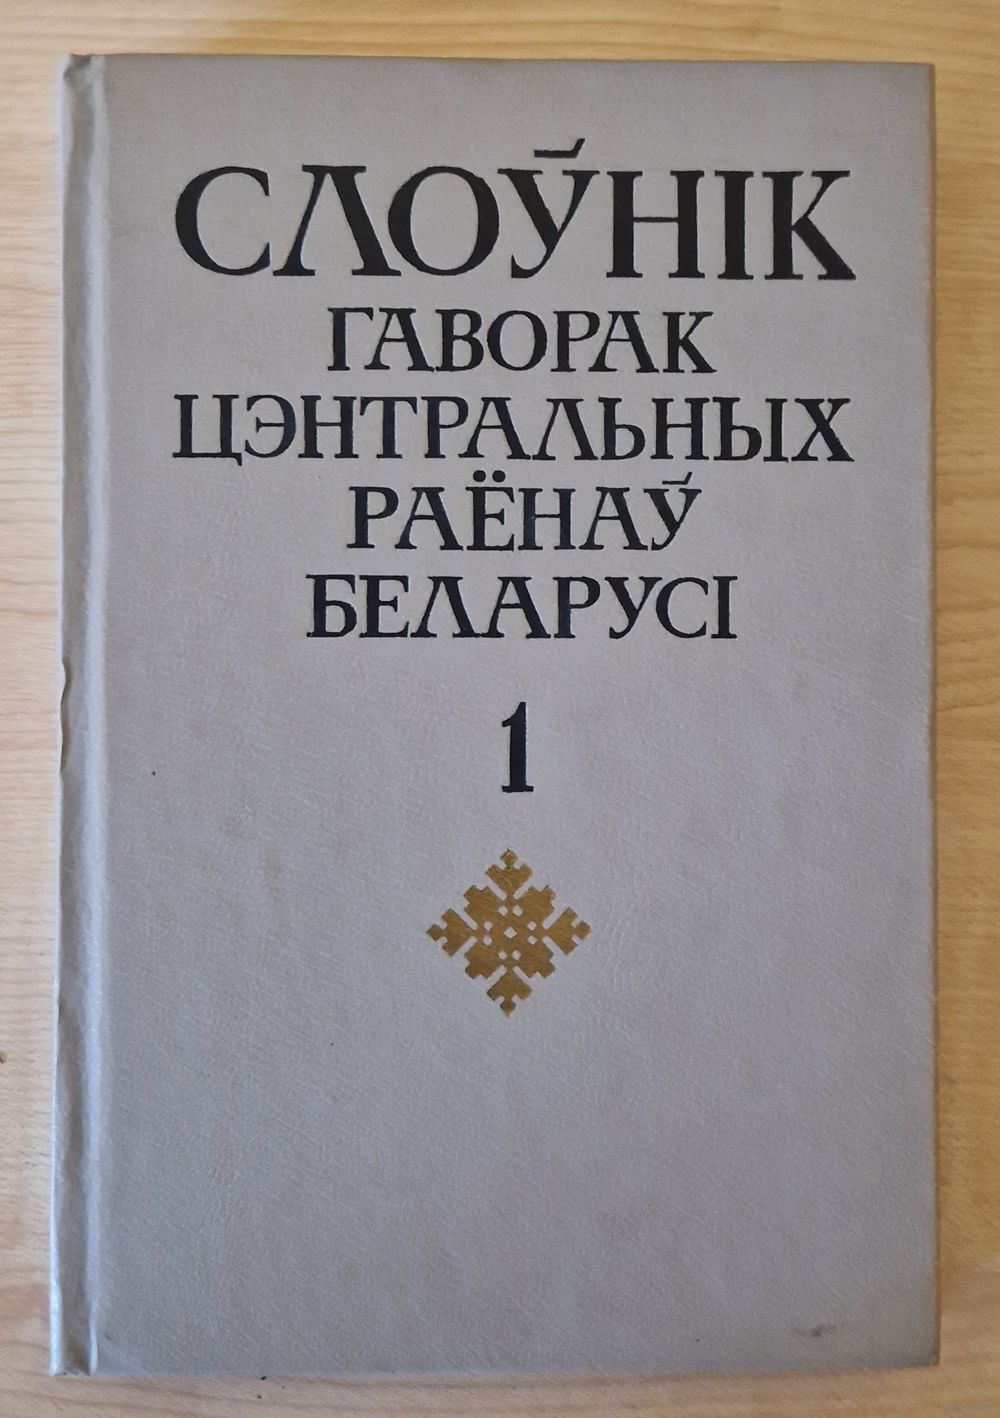 СЛОЎНІК
ГАВОРАК
ЦЭНТРАЛЬНЫХ
РАЁНАЎ
БЕЛАРУСІ
1